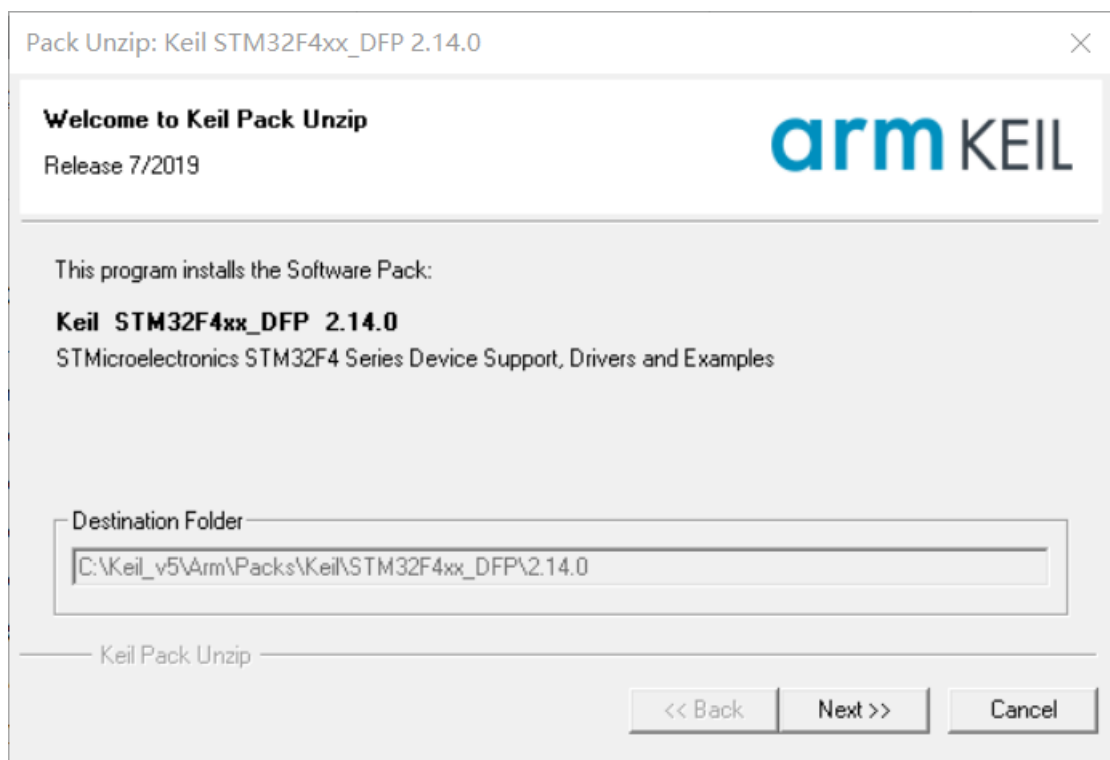 Pack Unzip: Keil STM32F4xx_DFP 2.14.0
Welcome to Keil Pack Unzip
Release 7/2019
arm KEIL
This program installs the Software Pack:
Keil STM32F4xx_DFP 2.14.0
STMicroelectronics STM32F4 Series Device Support, Drivers and Examples
Destination Folder
C:\Keil_v5\Arm\Packs\Keil\STM32F4xx_DFP\2.14.0
Keil Pack Unzip
<< Back Next >> Cancel